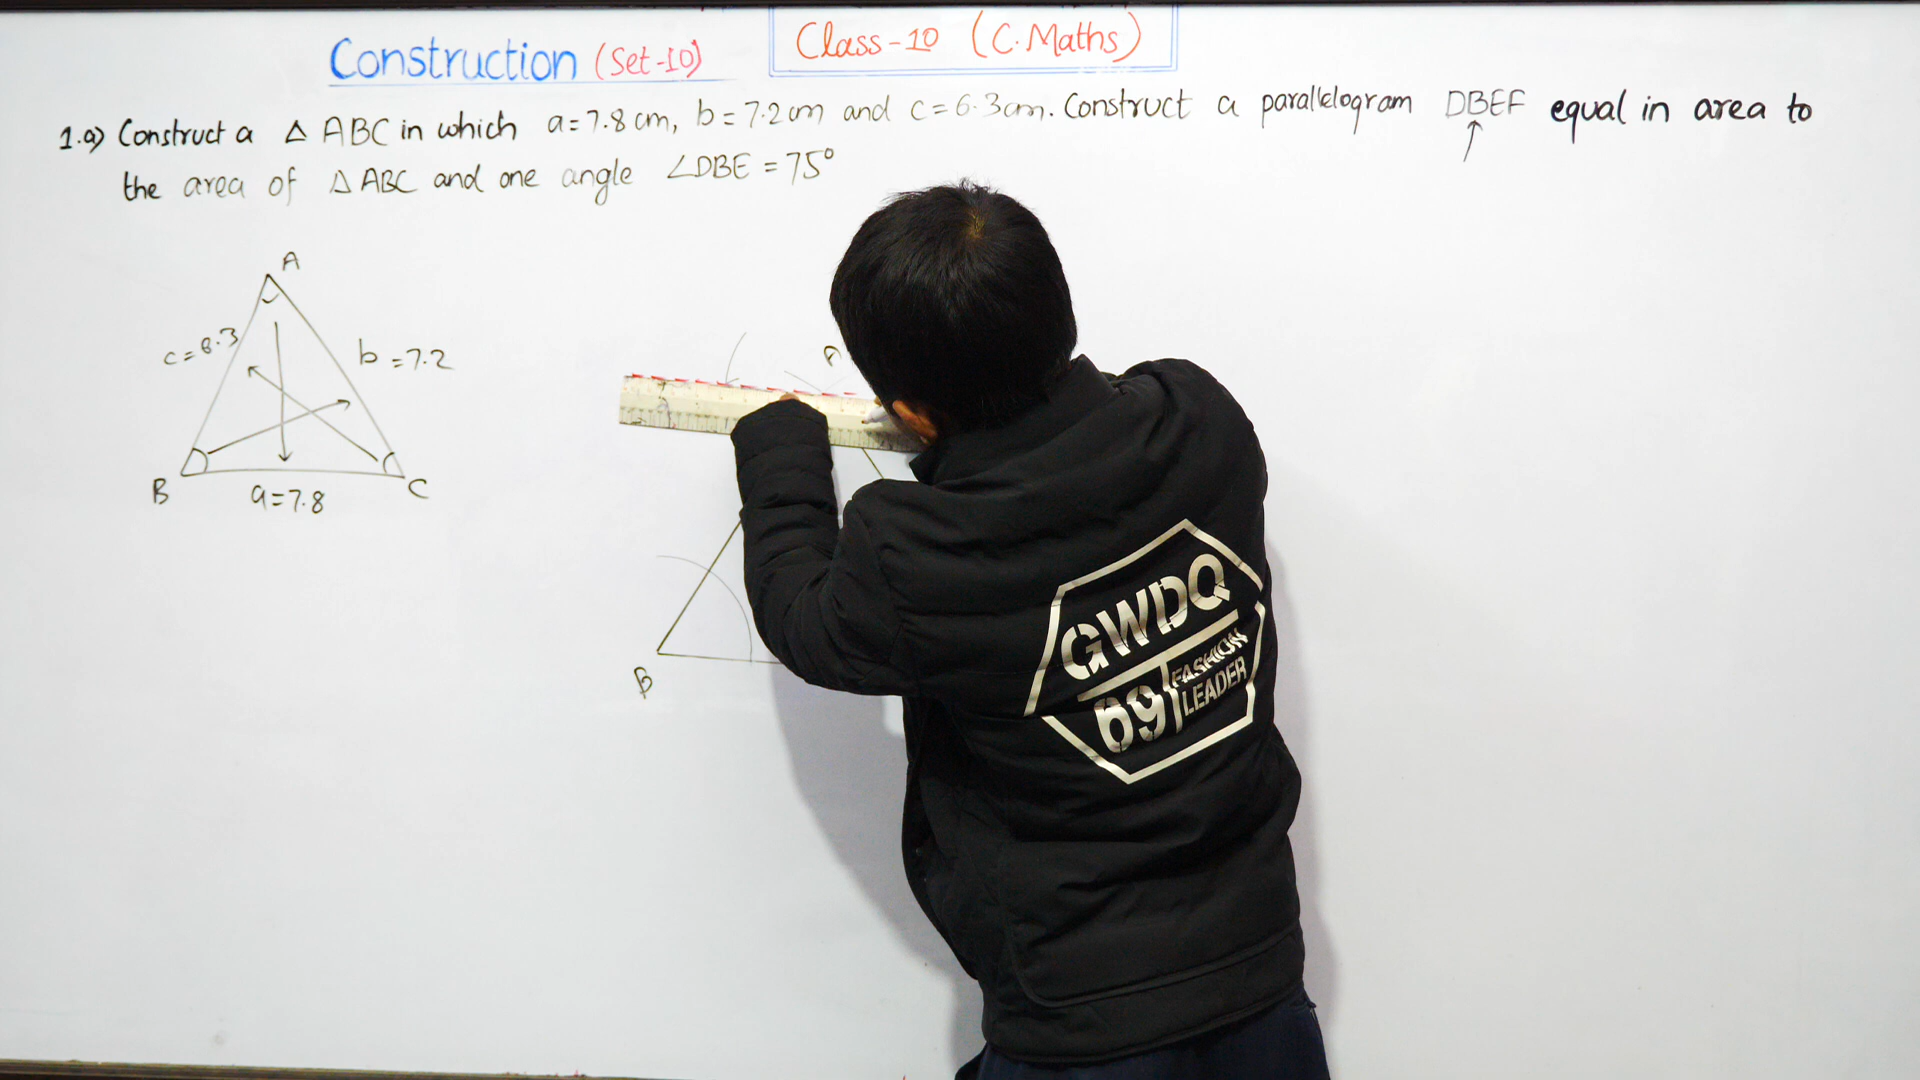 Construction (Set-10)
Class-10 (C.Maths)
1.a) Construct a △ ABC in which a=7.8 cm, b=7.2 cm and c=6.3cm. Construct a parallelogram DBEF equal in area to
the area of △ ABC and one angle ∠DBE = 75°
A
c=6.3
b=7.2
B
a=7.8
C
A
B
GWDQ
69
FASHION
LEADER